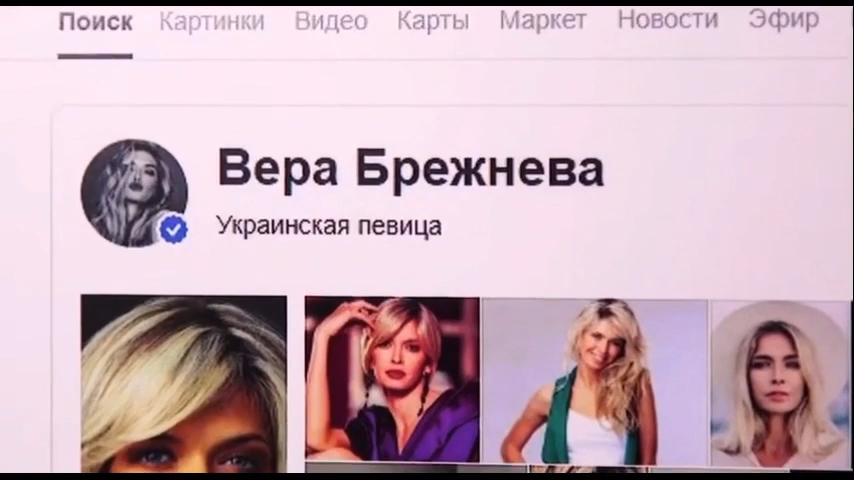 Поиск Картинки Видео Карты Маркет Новости Эфир
Вера Брежнева
Украинская певица